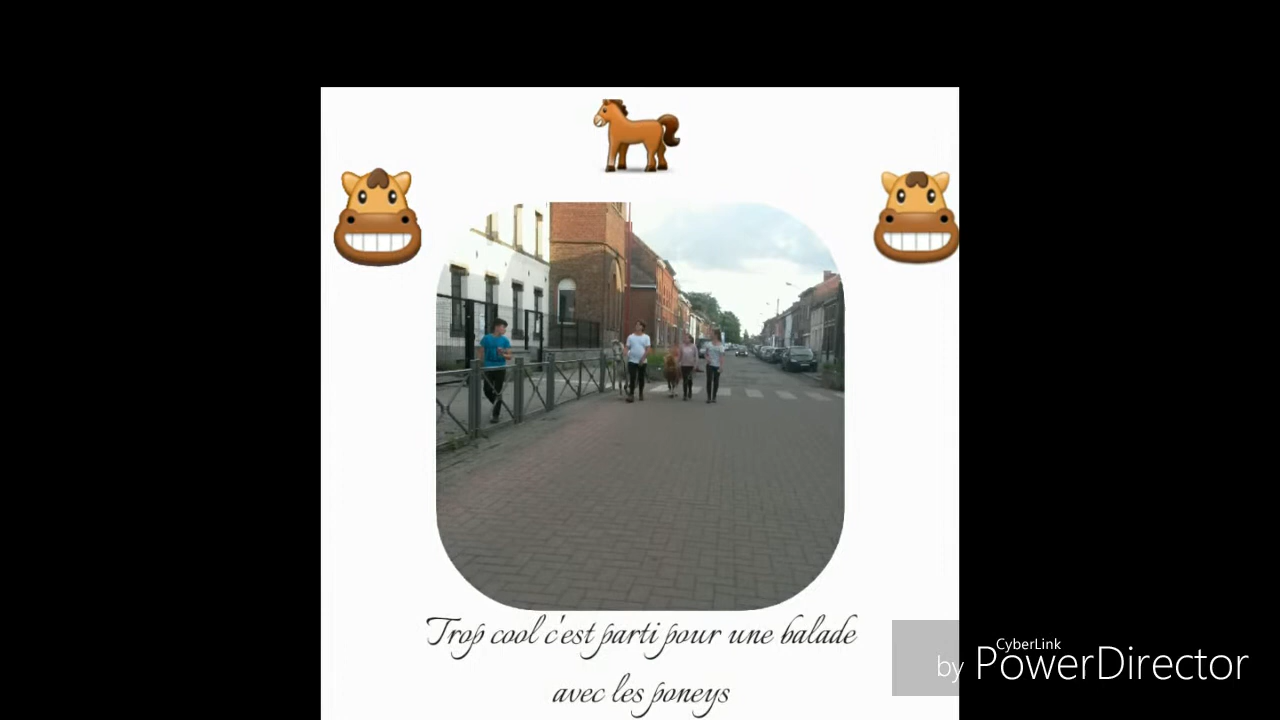 Trop cool c'est parti pour une balade
avec les poneys
CyberLink
by PowerDirector